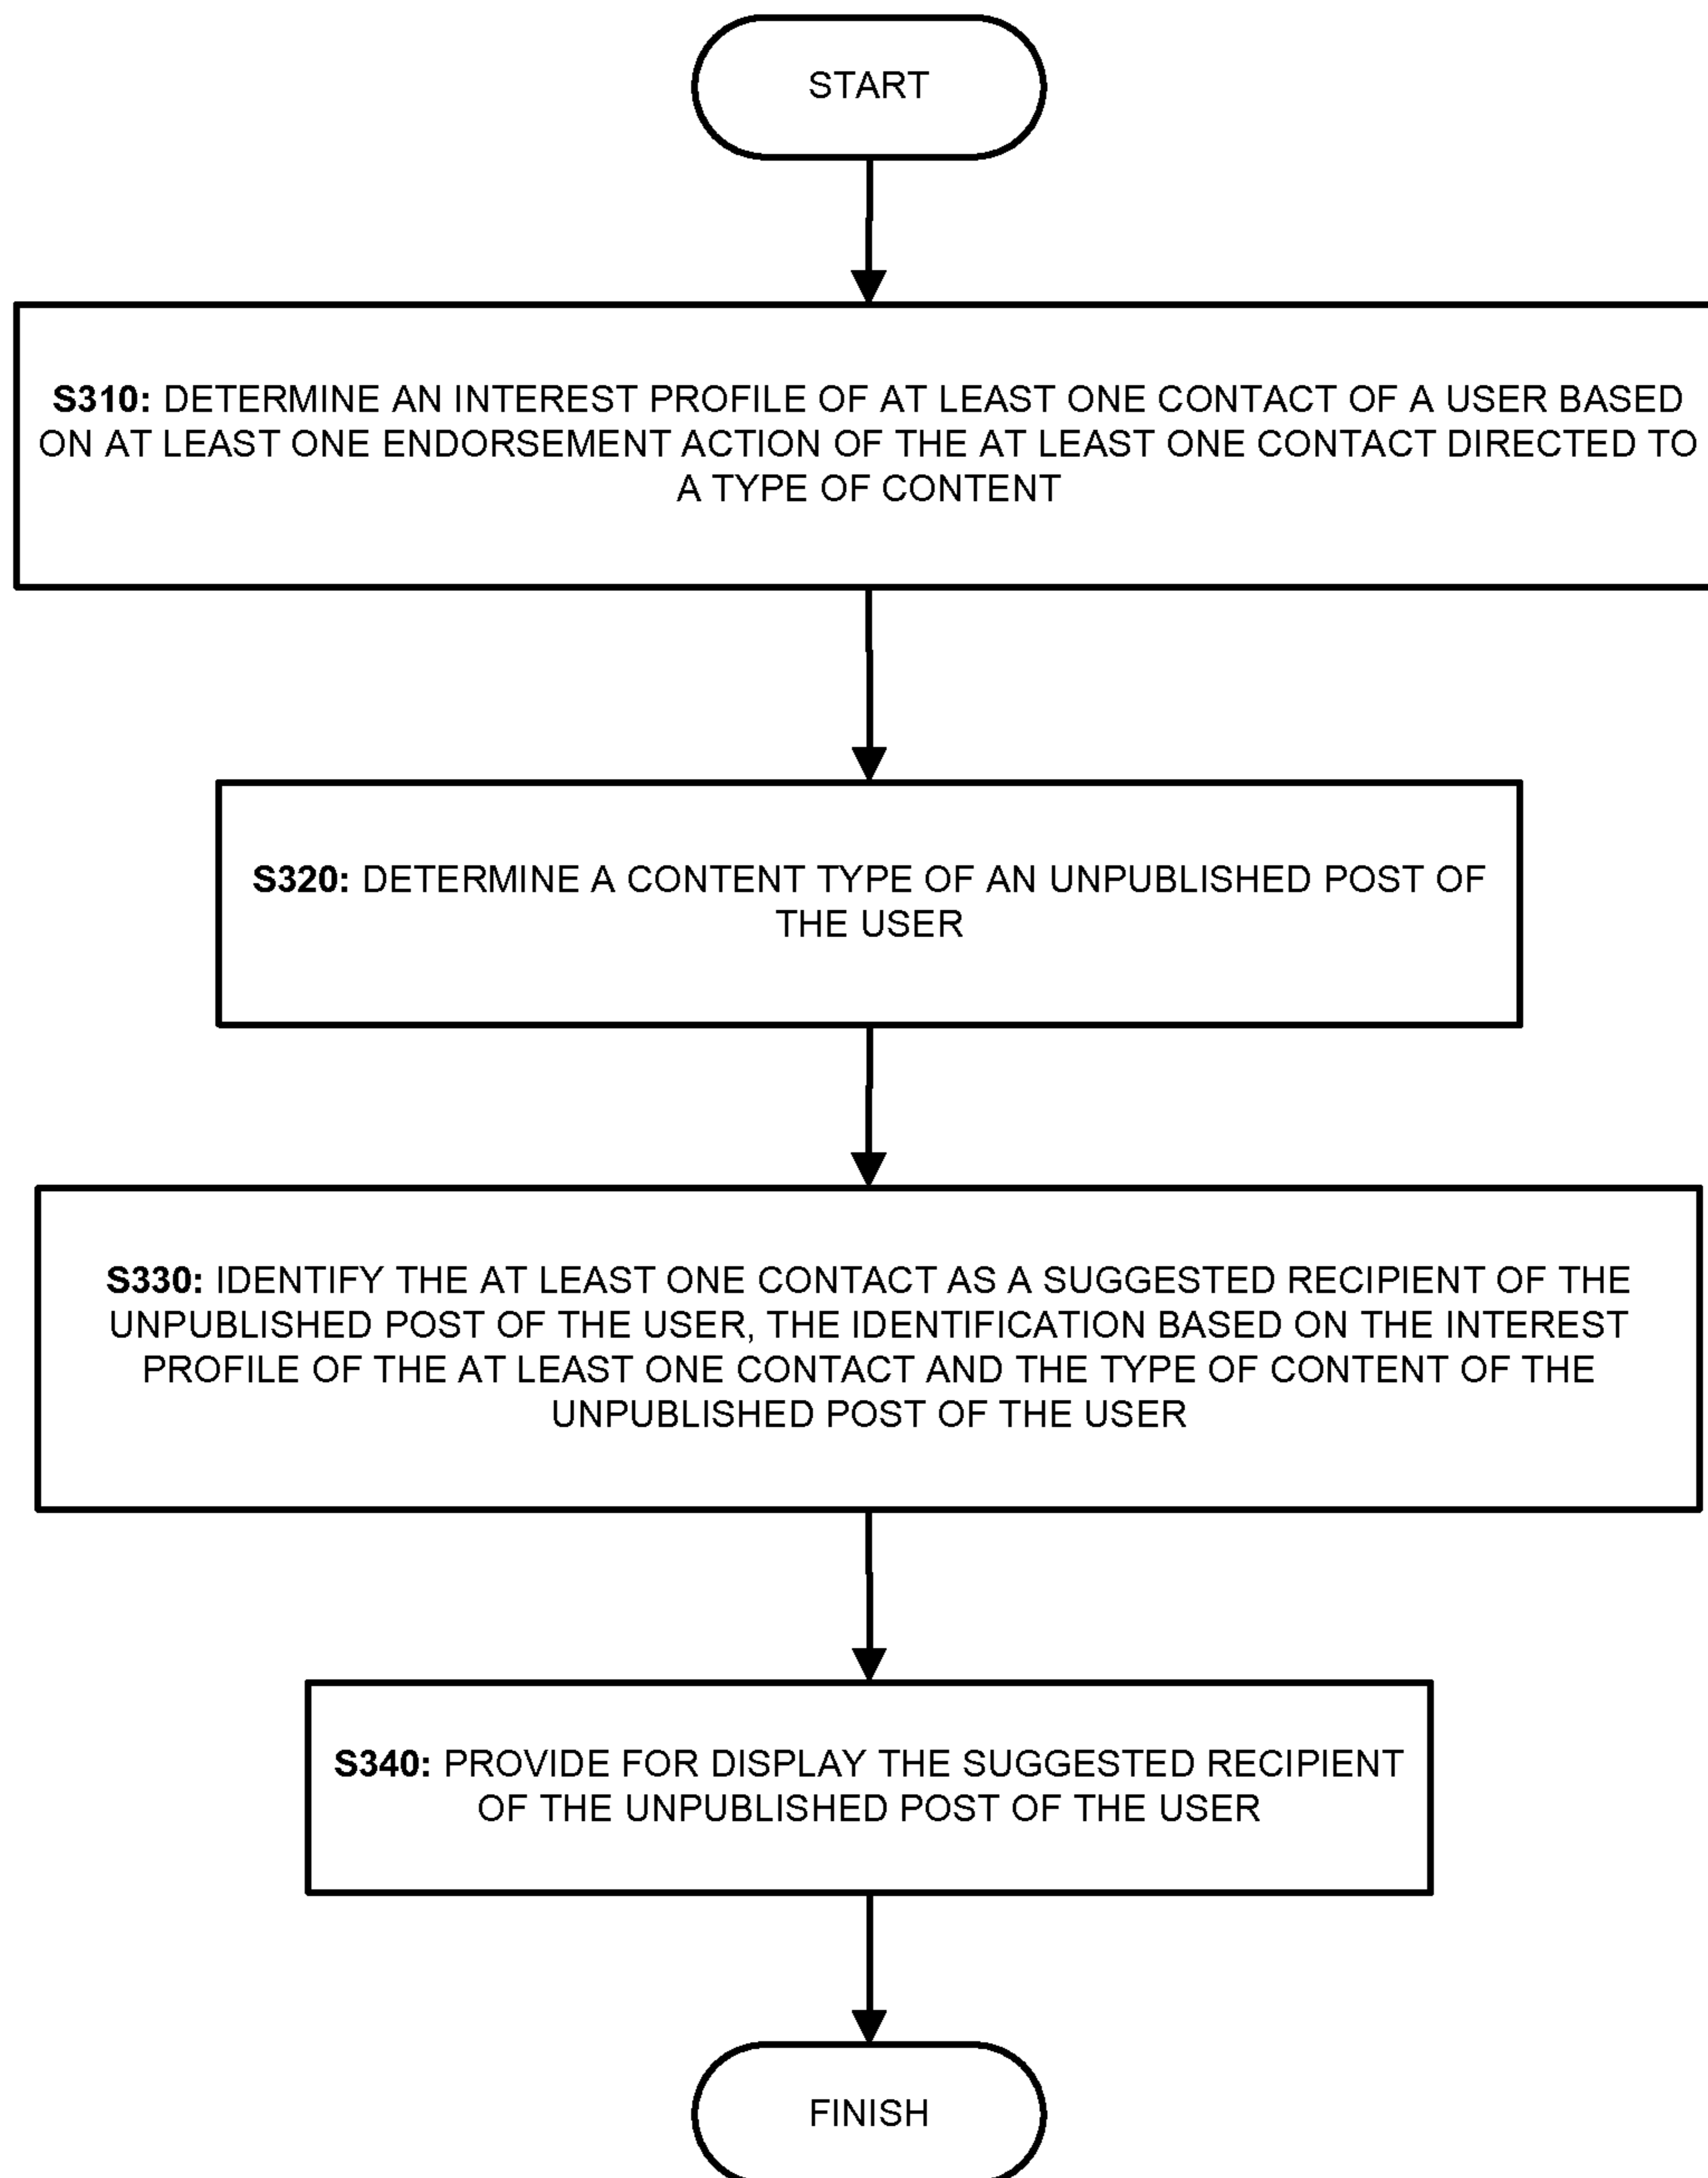 START
S310: DETERMINE AN INTEREST PROFILE OF AT LEAST ONE CONTACT OF A USER BASED
ON AT LEAST ONE ENDORSEMENT ACTION OF THE AT LEAST ONE CONTACT DIRECTED TO
A TYPE OF CONTENT
S320: DETERMINE A CONTENT TYPE OF AN UNPUBLISHED POST OF
THE USER
S330: IDENTIFY THE AT LEAST ONE CONTACT AS A SUGGESTED RECIPIENT OF THE
UNPUBLISHED POST OF THE USER, THE IDENTIFICATION BASED ON THE INTEREST
PROFILE OF THE AT LEAST ONE CONTACT AND THE TYPE OF CONTENT OF THE
UNPUBLISHED POST OF THE USER
S340: PROVIDE FOR DISPLAY THE SUGGESTED RECIPIENT
OF THE UNPUBLISHED POST OF THE USER
FINISH